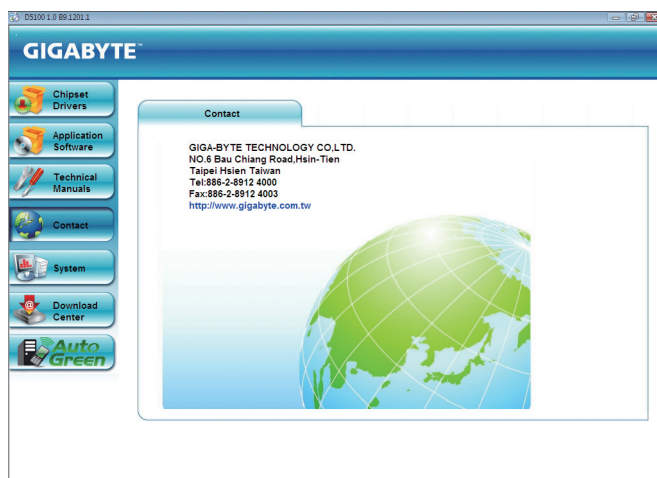 D5100 1.0 B9.1201.1
GIGABYTE™
Chipset
Drivers
Application
Software
Technical
Manuals
Contact
System
Download
Center
Auto
Green
Contact
GIGA-BYTE TECHNOLOGY CO,LTD.
NO.6 Bau Chiang Road,Hsin-Tien
Taipei Hsien Taiwan
Tel:886-2-8912 4000
Fax:886-2-8912 4003
http://www.gigabyte.com.tw